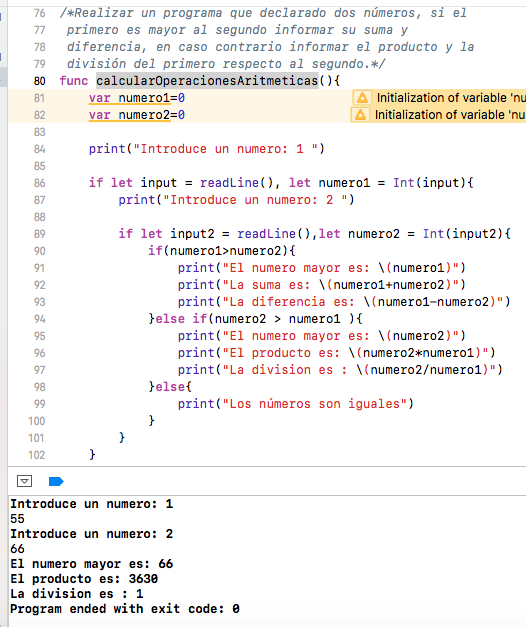 76 /*Realizar un programa que declarado dos números, si el
77 primero es mayor al segundo informar su suma y
78 diferencia, en caso contrario informar el producto y la
79 división del primero respecto al segundo.*/
80 func calcularOperacionesAritmeticas(){
81 var numero1=0 Initialization of variable 'nu
82 var numero2=0 Initialization of variable 'nu
83
84 print("Introduce un numero: 1 ")
85
86 if let input = readLine(), let numero1 = Int(input){
87 print("Introduce un numero: 2 ")
88
89 if let input2 = readLine(),let numero2 = Int(input2){
90 if(numero1>numero2){
91 print("El numero mayor es: \(numero1)")
92 print("La suma es: \(numero1+numero2)")
93 print("La diferencia es: \(numero1-numero2)")
94 }else if(numero2 > numero1 ){
95 print("El numero mayor es: \(numero2)")
96 print("El producto es: \(numero2*numero1)")
97 print("La division es : \(numero2/numero1)")
98 }else{
99 print("Los números son iguales")
100 }
101 }
102 }
Introduce un numero: 1
55
Introduce un numero: 2
66
El numero mayor es: 66
El producto es: 3630
La division es : 1
Program ended with exit code: 0